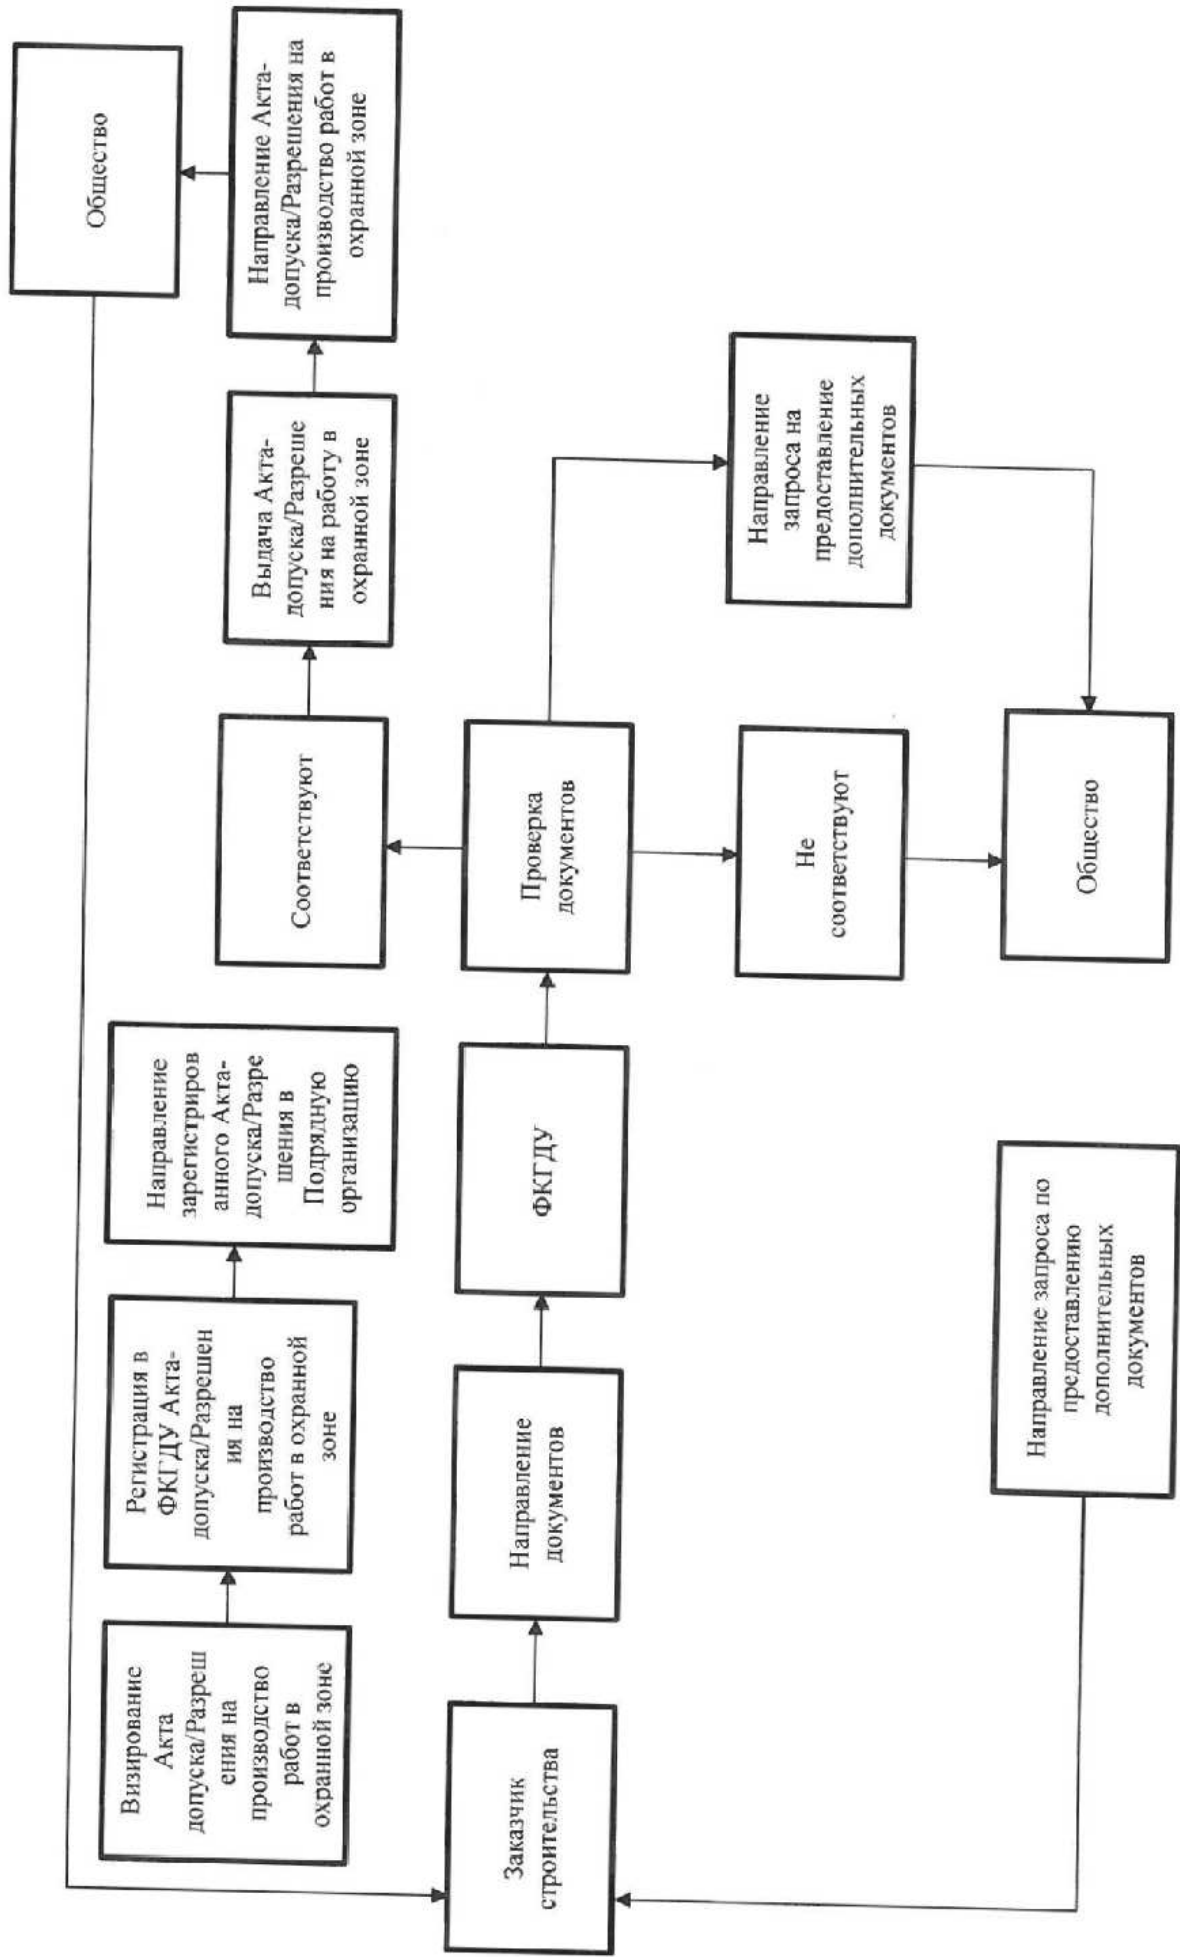 Общество
Визирование
Акта
допуска/Разреш
ения на
производство
работ в
охранной зоне
Регистрация в
ФКГДУ Акта-
допуска/Разрешен
ия на
производство
работ в охранной
зоне
Направление
зарегистриров
анного Акта-
допуска/Разре
шения в
Подрядную
организацию
Соответствуют
Выдача Акта-
допуска/Разреше
ния на работу в
охранной зоне
Направление Акта-
допуска/Разрешения на
производство работ в
охранной зоне
Заказчик
строительства
Направление
документов
ФКГДУ
Проверка
документов
Не
соответствуют
Направление
запроса на
предоставление
дополнительных
документов
Направление запроса по
предоставлению
дополнительных
документов
Общество